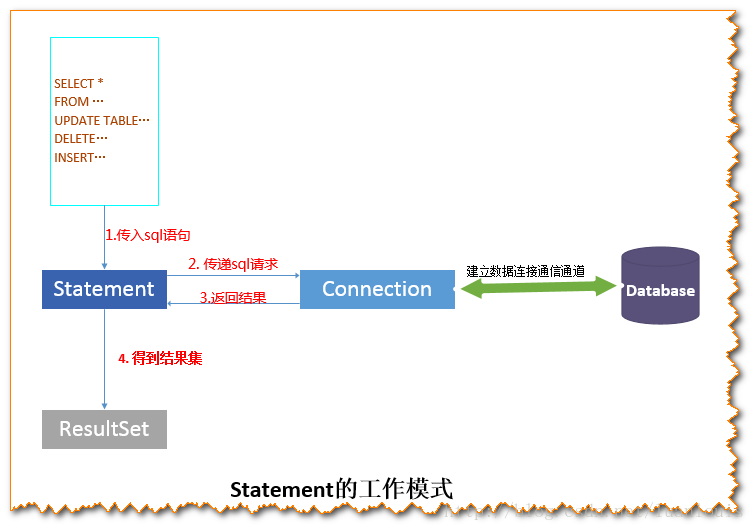 SELECT *
FROM …
UPDATE TABLE…
DELETE…
INSERT…
1.传入sql语句
2. 传递sql请求
Statement
Connection
3.返回结果
建立数据连接通信通道
Database
4. 得到结果集
ResultSet
Statement的工作模式